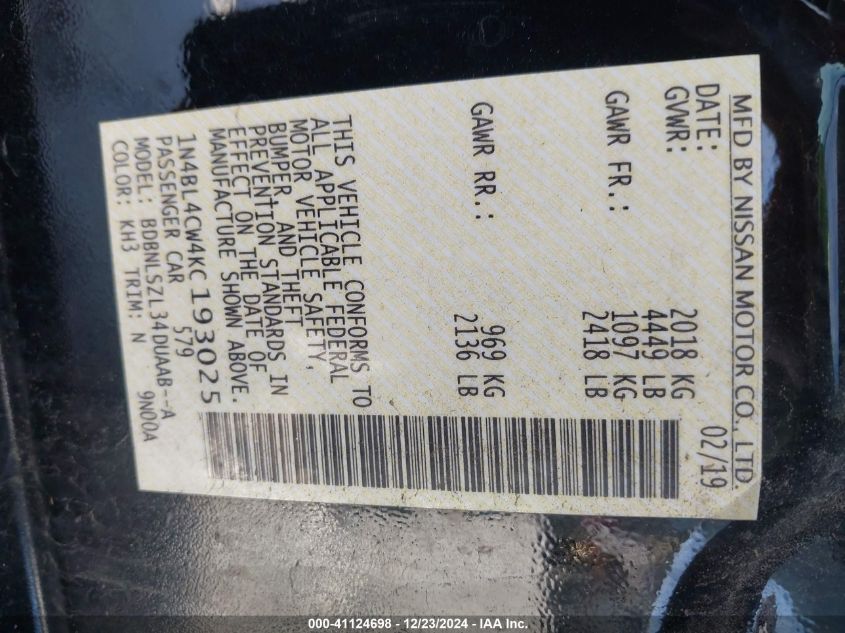 MFD BY NISSAN MOTOR CO., LTD
DATE: 02/19
GVWR: 2018 KG
4449 LB
GAWR FR.: 1097 KG
2418 LB
GAWR RR.: 969 KG
2136 LB
THIS VEHICLE CONFORMS TO
ALL APPLICABLE FEDERAL
MOTOR VEHICLE SAFETY,
BUMPER, AND THEFT
PREVENTION STANDARDS IN
EFFECT ON THE DATE OF
MANUFACTURE SHOWN ABOVE.
1N4BL4CW4KC193025
PASSENGER CAR 579
MODEL: BDBNLSZL34DUAAB--A
COLOR: KH3 TRIM: N 9N00A
000-41124698 - 12/23/2024 - IAA Inc.